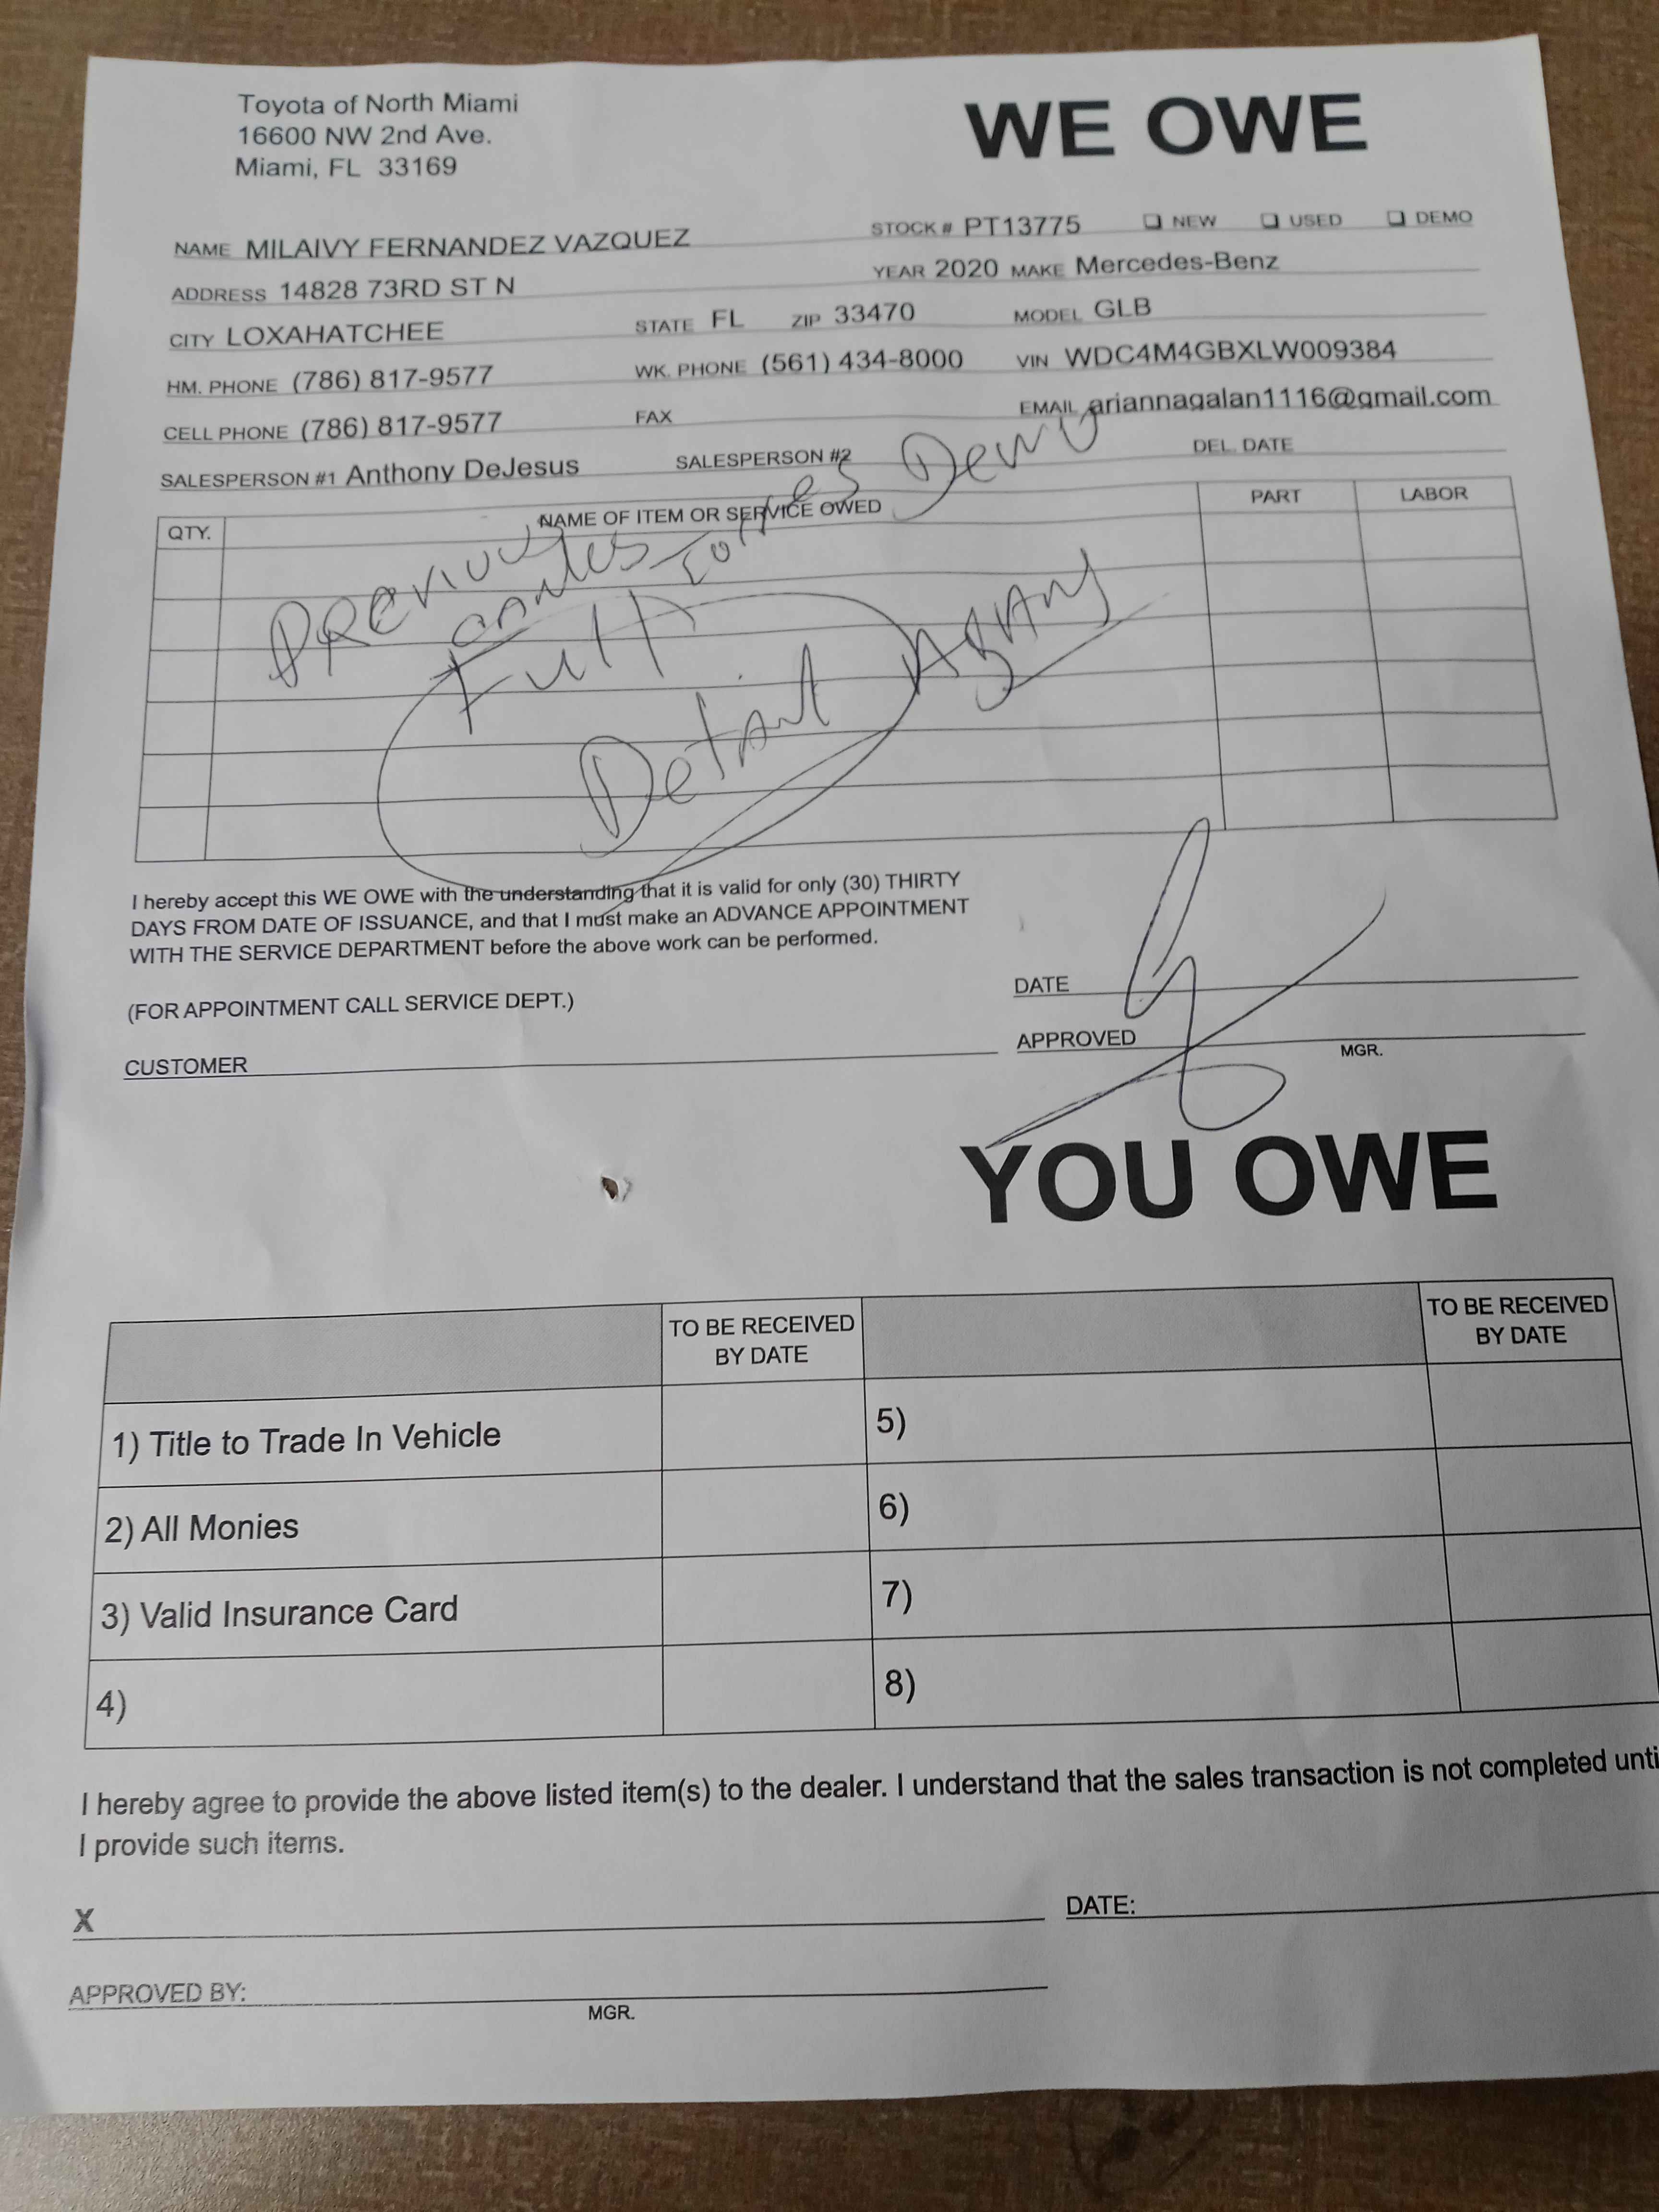 Toyota of North Miami
16600 NW 2nd Ave.
Miami, FL 33169
WE OWE
NAME MILAIVY FERNANDEZ VAZQUEZ
STOCK # PT13775 ❑ NEW ❑ USED ❑ DEMO
ADDRESS 14828 73RD ST N
YEAR 2020 MAKE Mercedes-Benz
CITY LOXAHATCHEE STATE FL ZIP 33470 MODEL GLB
HM. PHONE (786) 817-9577 WK. PHONE (561) 434-8000 VIN WDC4M4GBXLW009384
CELL PHONE (786) 817-9577 FAX EMAIL ariannagalan1116@gmail.com
SALESPERSON #1 Anthony DeJesus SALESPERSON #2 DEL. DATE
QTY. NAME OF ITEM OR SERVICE OWED PART LABOR
Previous
Full
Detail
I hereby accept this WE OWE with the understanding that it is valid for only (30) THIRTY
DAYS FROM DATE OF ISSUANCE, and that I must make an ADVANCE APPOINTMENT
WITH THE SERVICE DEPARTMENT before the above work can be performed.
(FOR APPOINTMENT CALL SERVICE DEPT.)
DATE
CUSTOMER
APPROVED
MGR.
YOU OWE
TO BE RECEIVED
BY DATE
TO BE RECEIVED
BY DATE
1) Title to Trade In Vehicle 5)
2) All Monies 6)
3) Valid Insurance Card 7)
4) 8)
I hereby agree to provide the above listed item(s) to the dealer. I understand that the sales transaction is not completed unti
I provide such items.
X
DATE:
APPROVED BY:
MGR.